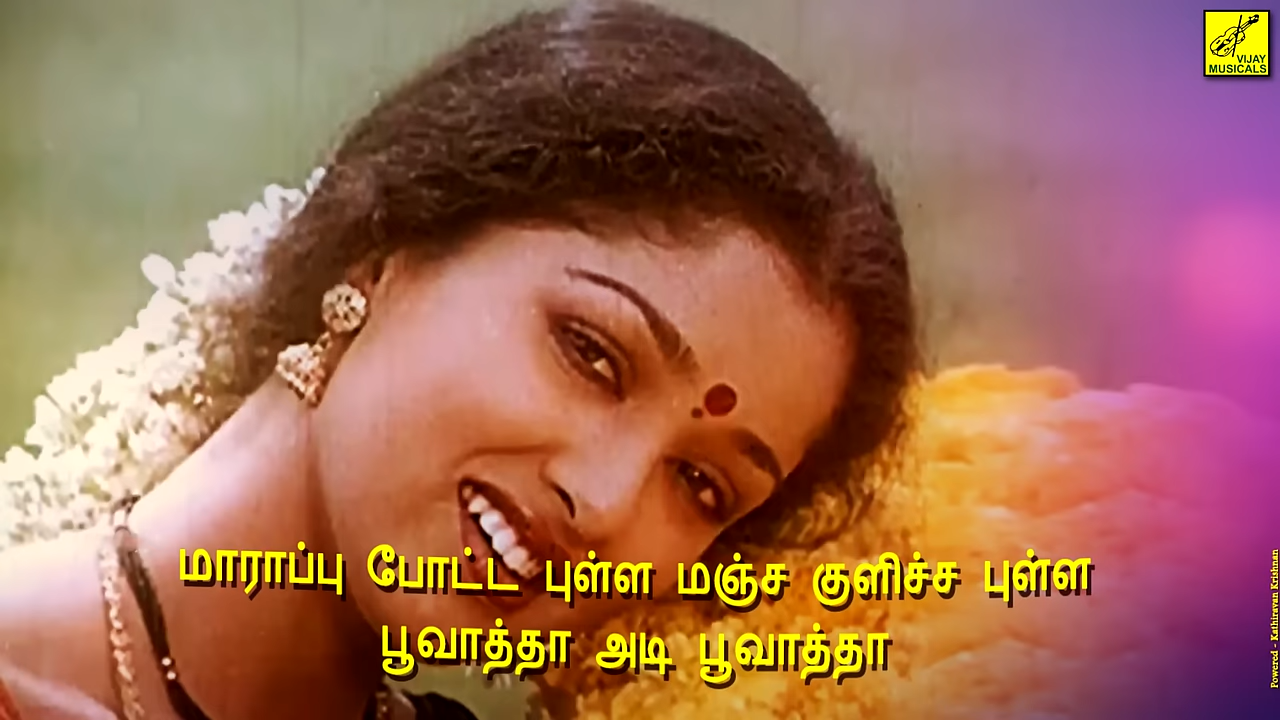 VIJAY
MUSICALS
மாராப்பு போட்ட புள்ள மஞ்ச குளிச்ச புள்ள
பூவாத்தா அடி பூவாத்தா
Powered - Kathiravan Krishnan